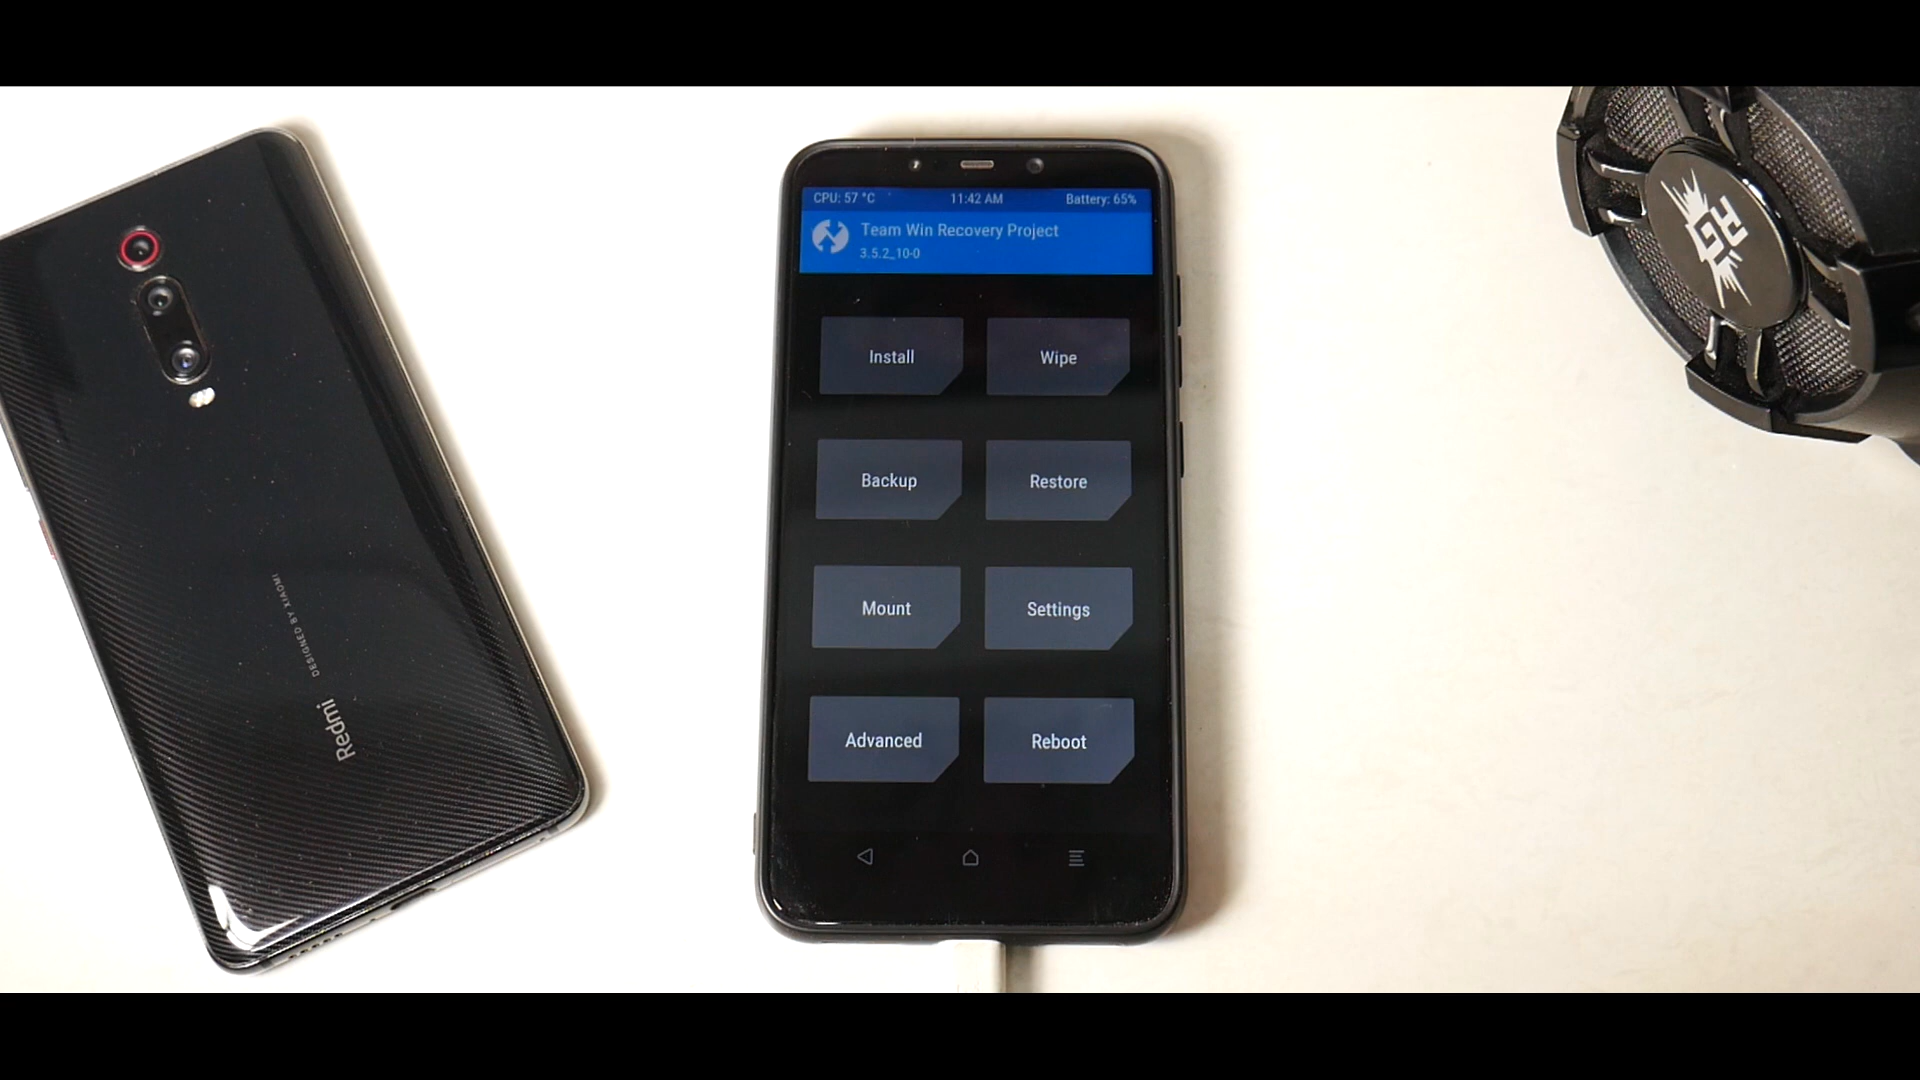 CPU: 57 °C 11:42 AM Battery: 65%
Team Win Recovery Project
3.5.2_10-0
Install Wipe
Backup Restore
Mount Settings
Advanced Reboot
Redmi
DESIGNED BY XIAOMI